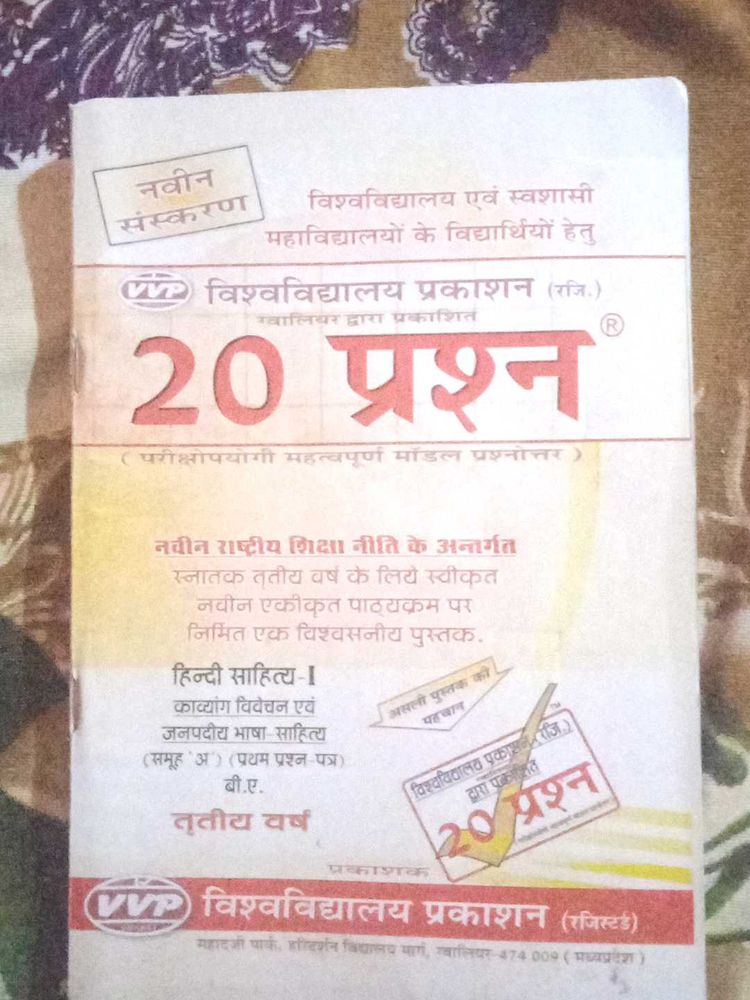 नवीन
संस्करण
विश्वविद्यालय एवं स्वशासी
महाविद्यालयों के विद्यार्थियों हेतु
VVP विश्वविद्यालय प्रकाशन (रजि.)
ग्वालियर द्वारा प्रकाशित
20 प्रश्न ®
( परीक्षोपयोगी महत्वपूर्ण मॉडल प्रश्नोत्तर )
नवीन राष्ट्रीय शिक्षा नीति के अन्तर्गत
स्नातक तृतीय वर्ष के लिये स्वीकृत
नवीन एकीकृत पाठ्यक्रम पर
निर्मित एक विश्वसनीय पुस्तक.
हिन्दी साहित्य-I
काव्यांग विवेचन एवं
जनपदीय भाषा-साहित्य
(समूह 'अ') (प्रथम प्रश्न-पत्र)
बी.ए.
तृतीय वर्ष
असली पुस्तक की
पहचान
विश्वविद्यालय प्रकाशन (रजि.)
द्वारा प्रकाशित
20 प्रश्न
TM
प्रकाशक
VVP विश्वविद्यालय प्रकाशन (रजिस्टर्ड)
महादजी पार्क, हरिदर्शन विद्यालय मार्ग, ग्वालियर-474 009 ( मध्यप्रदेश )